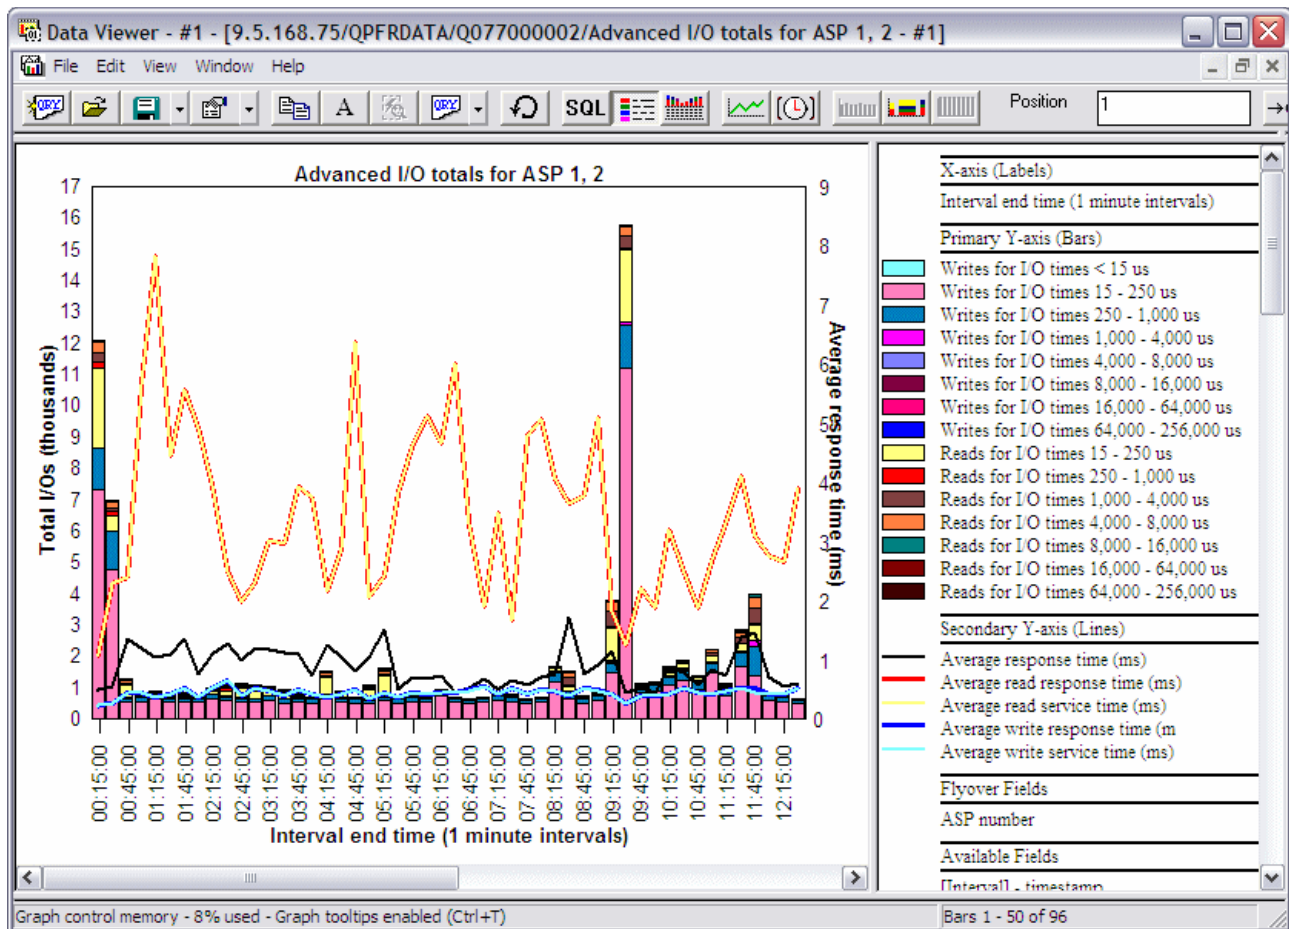 Data Viewer - #1 - [9.5.168.75/QPFRDATA/Q077000002/Advanced I/O totals for ASP 1, 2 - #1]
File Edit View Window Help
QRY A QRY SQL Position 1
Advanced I/O totals for ASP 1, 2
Total I/Os (thousands)
17
16
15
14
13
12
11
10
9
8
7
6
5
4
3
2
1
0
9
8
7
6
5
4
3
2
1
0
Average response time (ms)
00:15:00
00:45:00
01:15:00
01:45:00
02:15:00
02:45:00
03:15:00
03:45:00
04:15:00
04:45:00
05:15:00
05:45:00
06:15:00
06:45:00
07:15:00
07:45:00
08:15:00
08:45:00
09:15:00
09:45:00
10:15:00
10:45:00
11:15:00
11:45:00
12:15:00
Interval end time (1 minute intervals)
X-axis (Labels)
Interval end time (1 minute intervals)
Primary Y-axis (Bars)
Writes for I/O times < 15 us
Writes for I/O times 15 - 250 us
Writes for I/O times 250 - 1,000 us
Writes for I/O times 1,000 - 4,000 us
Writes for I/O times 4,000 - 8,000 us
Writes for I/O times 8,000 - 16,000 us
Writes for I/O times 16,000 - 64,000 us
Writes for I/O times 64,000 - 256,000 us
Reads for I/O times 15 - 250 us
Reads for I/O times 250 - 1,000 us
Reads for I/O times 1,000 - 4,000 us
Reads for I/O times 4,000 - 8,000 us
Reads for I/O times 8,000 - 16,000 us
Reads for I/O times 16,000 - 64,000 us
Reads for I/O times 64,000 - 256,000 us
Secondary Y-axis (Lines)
Average response time (ms)
Average read response time (ms)
Average read service time (ms)
Average write response time (m
Average write service time (ms)
Flyover Fields
ASP number
Available Fields
[Interval] - timestamp
Graph control memory - 8% used - Graph tooltips enabled (Ctrl+T)
Bars 1 - 50 of 96